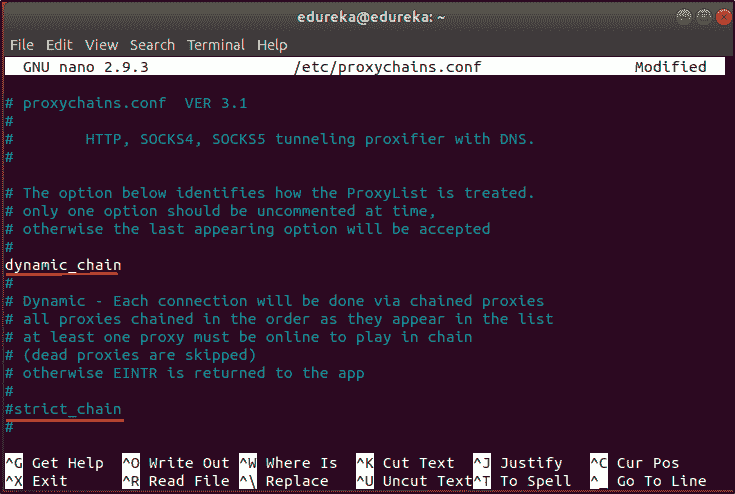 edureka@edureka: ~
File Edit View Search Terminal Help
GNU nano 2.9.3 /etc/proxychains.conf Modified
# proxychains.conf  VER 3.1
#
#        HTTP, SOCKS4, SOCKS5 tunneling proxifier with DNS.
#
# The option below identifies how the ProxyList is treated.
# only one option should be uncommented at time,
# otherwise the last appearing option will be accepted
#
dynamic_chain
#
# Dynamic - Each connection will be done via chained proxies
# all proxies chained in the order as they appear in the list
# at least one proxy must be online to play in chain
# (dead proxies are skipped)
# otherwise EINTR is returned to the app
#
#strict_chain
#
^G Get Help ^O Write Out ^W Where Is ^K Cut Text ^J Justify ^C Cur Pos
^X Exit ^R Read File ^\ Replace ^U Uncut Text ^T To Spell ^_ Go To Line